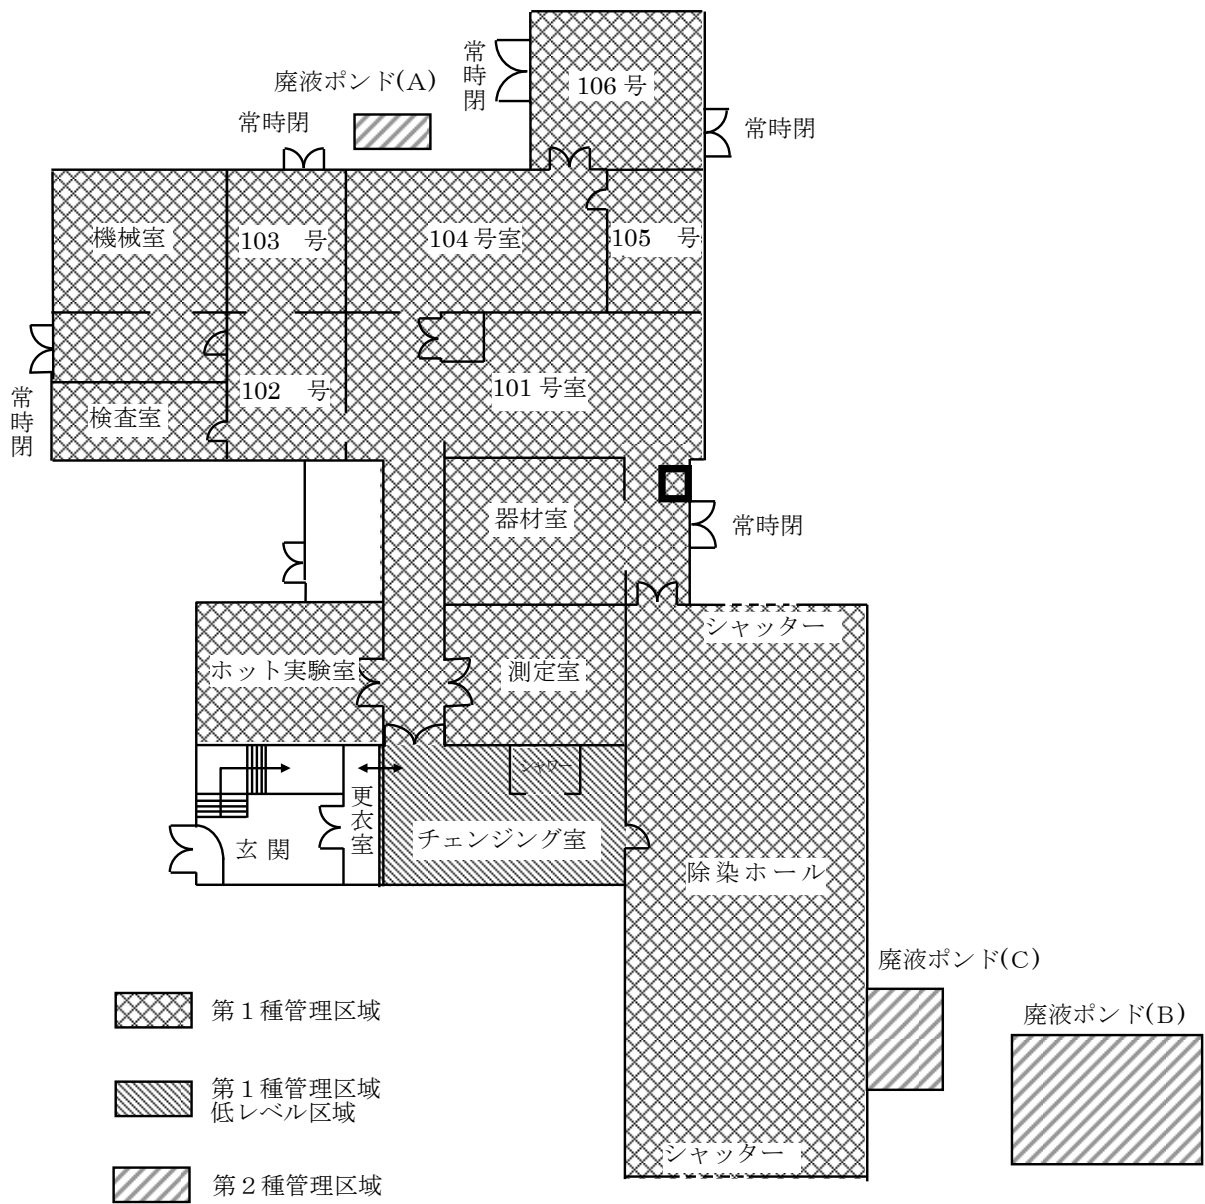 常時閉
106 号
廃液ポンド(A)
常時閉
常時閉
機械室
103　号
104 号室
105　号
常時閉
検査室
102　号
101 号室
器材室
常時閉
シャッター
ホット実験室
測定室
シャワー
更衣室
玄 関
チェンジング室
除染ホール
廃液ポンド(C)
廃液ポンド(B)
シャッター
第１種管理区域
第１種管理区域
低レベル区域
第２種管理区域